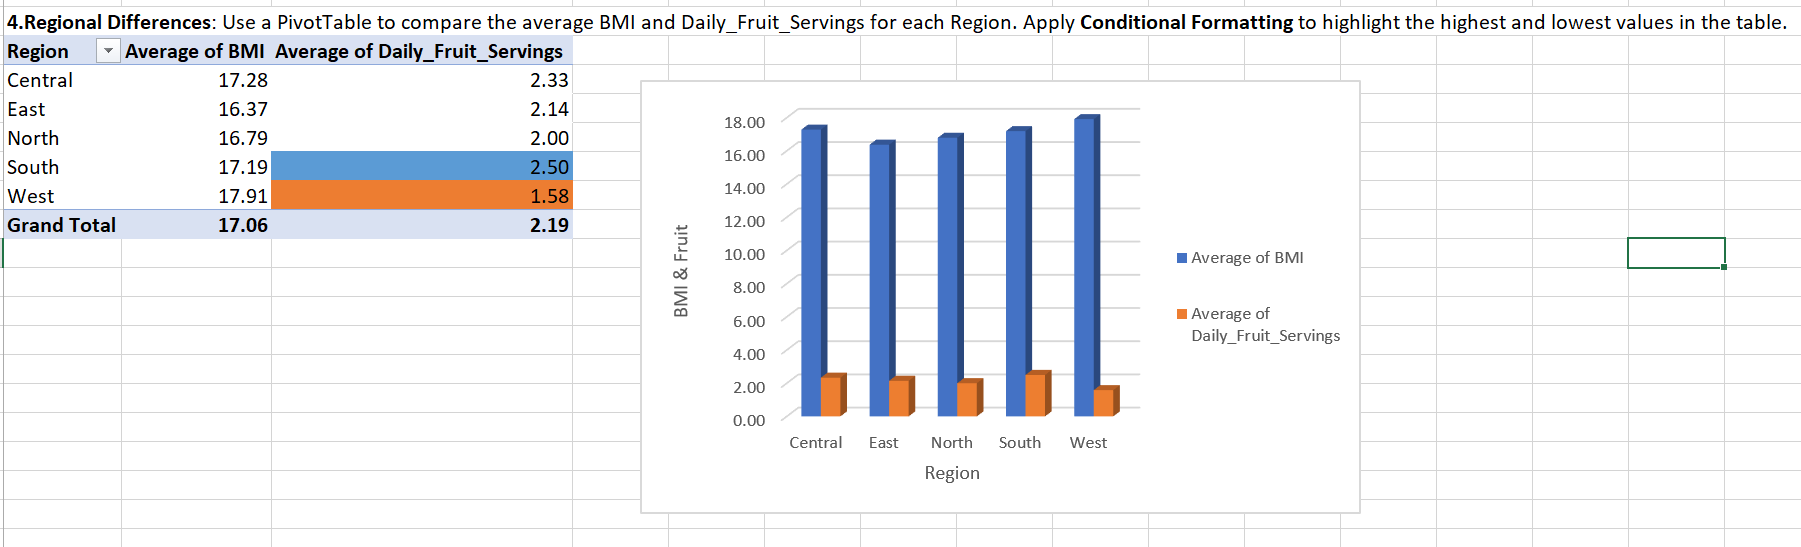 4.Regional Differences: Use a PivotTable to compare the average BMI and Daily_Fruit_Servings for each Region. Apply Conditional Formatting to highlight the highest and lowest values in the table.
Region Average of BMI Average of Daily_Fruit_Servings
Central 17.28 2.33
East 16.37 2.14
North 16.79 2.00
South 17.19 2.50
West 17.91 1.58
Grand Total 17.06 2.19
18.00
16.00
14.00
12.00
10.00
8.00
6.00
4.00
2.00
0.00
BMI & Fruit
Central East North South West
Region
Average of BMI
Average of
Daily_Fruit_Servings